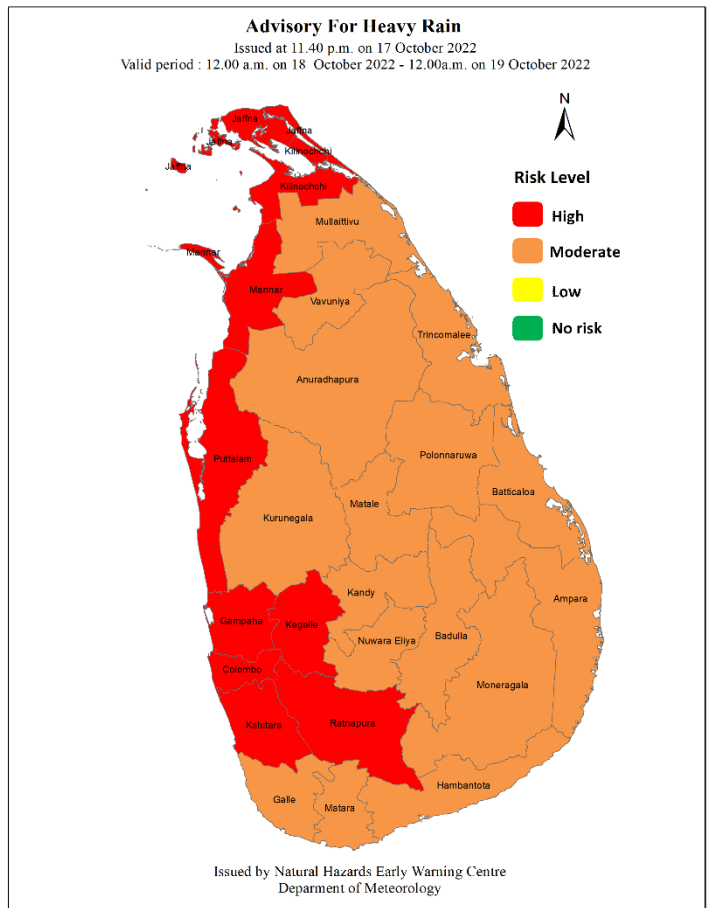 Advisory For Heavy Rain
Issued at 11.40 p.m. on 17 October 2022
Valid period : 12.00 a.m. on 18 October 2022 - 12.00a.m. on 19 October 2022
N
Risk Level
High
Moderate
Low
No risk
Jaffna
Jaffna
Jaffna
Kilinochchi
Jaffna
Kilinochchi
Mullaittivu
Mannar
Mannar
Vavuniya
Trincomalee
Anuradhapura
Polonnaruwa
Puttalam
Batticaloa
Matale
Kurunegala
Kandy
Ampara
Gampaha
Kegalle
Nuwara Eliya
Badulla
Colombo
Moneragala
Kalutara
Ratnapura
Hambantota
Galle
Matara
Issued by Natural Hazards Early Warning Centre
Deparment of Meteorology